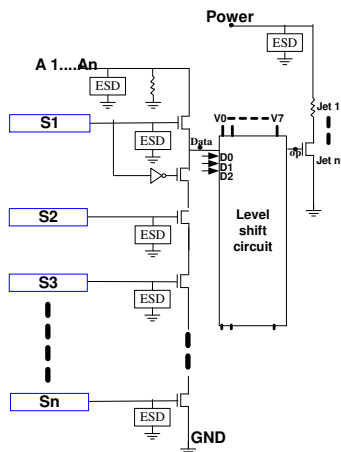 Power
ESD
A 1....An
ESD
Jet 1
S1
ESD
V0
V7
Data
op
D0
D1
D2
Jet n
S2
ESD
Level
shift
circuit
S3
ESD
Sn
ESD
GND